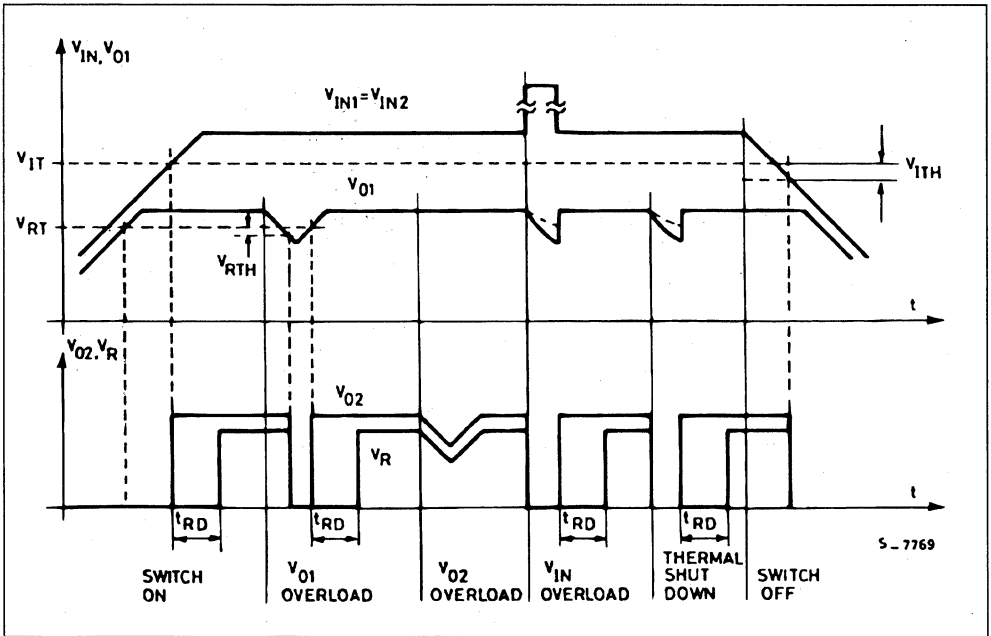 VIN, VO1
VIN1=VIN2
VIT
VITH
VO1
VRT
VRTH
t
VO2, VR
VO2
VR
t
tRD
tRD
tRD
tRD
S_7769
SWITCH
ON
VO1
OVERLOAD
VO2
OVERLOAD
VIN
OVERLOAD
THERMAL
SHUT
DOWN
SWITCH
OFF